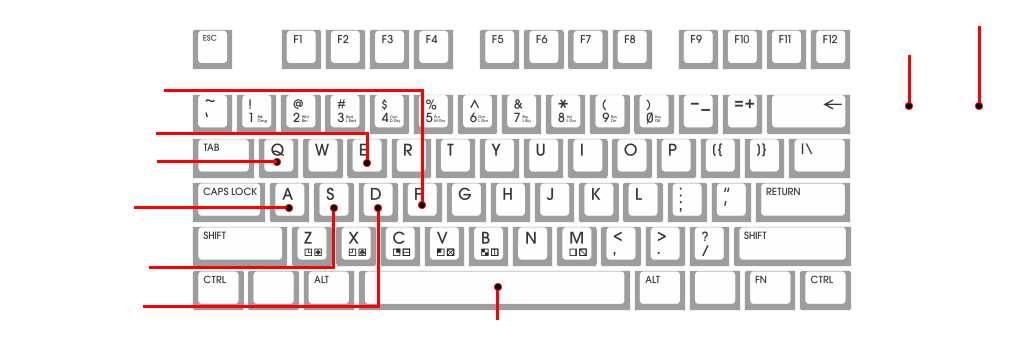 ESC F1 F2 F3 F4 F5 F6 F7 F8 F9 F10 F11 F12
~ ! @ # $ % ^ & * ( ) -_ =+ ←
` 1 2 3 4 5 6 7 8 9 0
TAB Q W E R T Y U I O P [{ ]} |\
CAPS LOCK A S D F G H J K L : ; " ' RETURN
SHIFT Z X C V B N M < , > . ? / SHIFT
CTRL ALT ALT FN CTRL